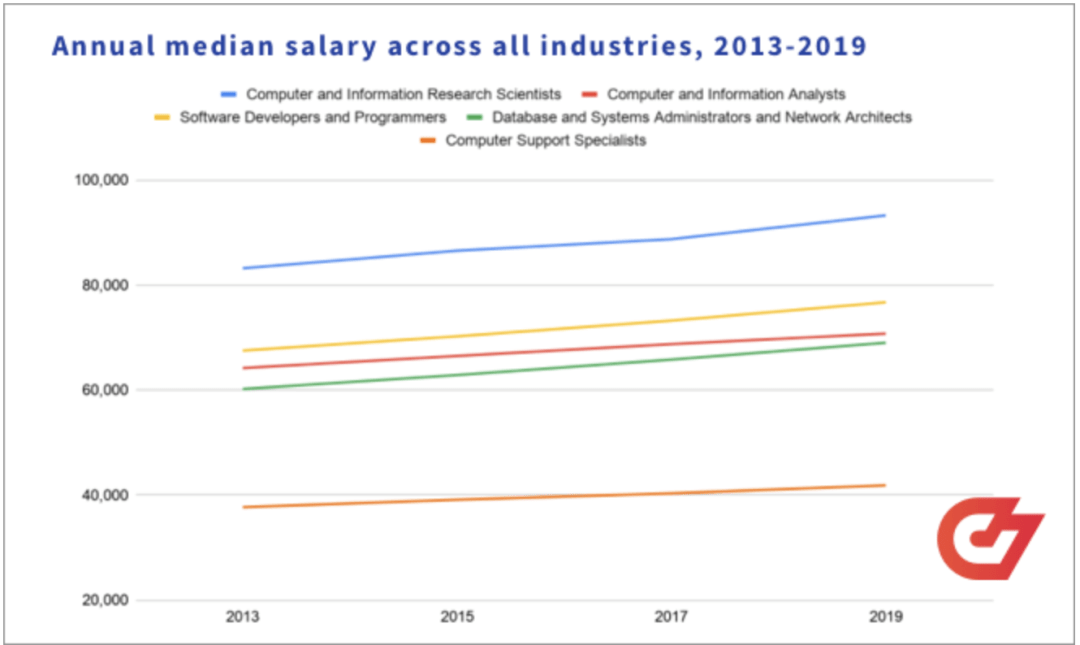 Annual median salary across all industries, 2013-2019
Computer and Information Research Scientists Computer and Information Analysts
Software Developers and Programmers Database and Systems Administrators and Network Architects
Computer Support Specialists
100,000
80,000
60,000
40,000
20,000
2013 2015 2017 2019